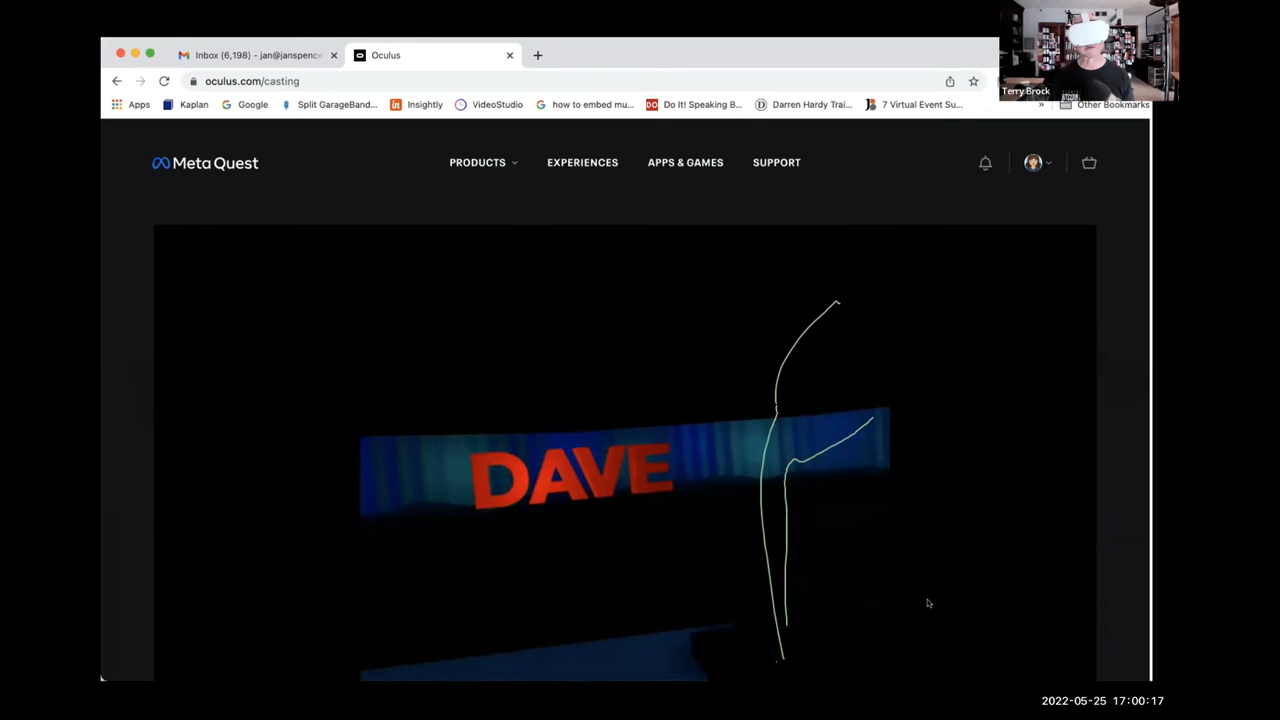 Inbox (6,198) - jan@janspence
Oculus
oculus.com/casting
Apps
Kaplan
Google
Split GarageBand...
Insightly
VideoStudio
how to embed mu...
DO
Do It! Speaking B...
Darren Hardy Trai...
7 Virtual Event Su...
»
Other Bookmarks
Terry Brock
Meta Quest
PRODUCTS
EXPERIENCES
APPS & GAMES
SUPPORT
DAVE
2022-05-25 17:00:17